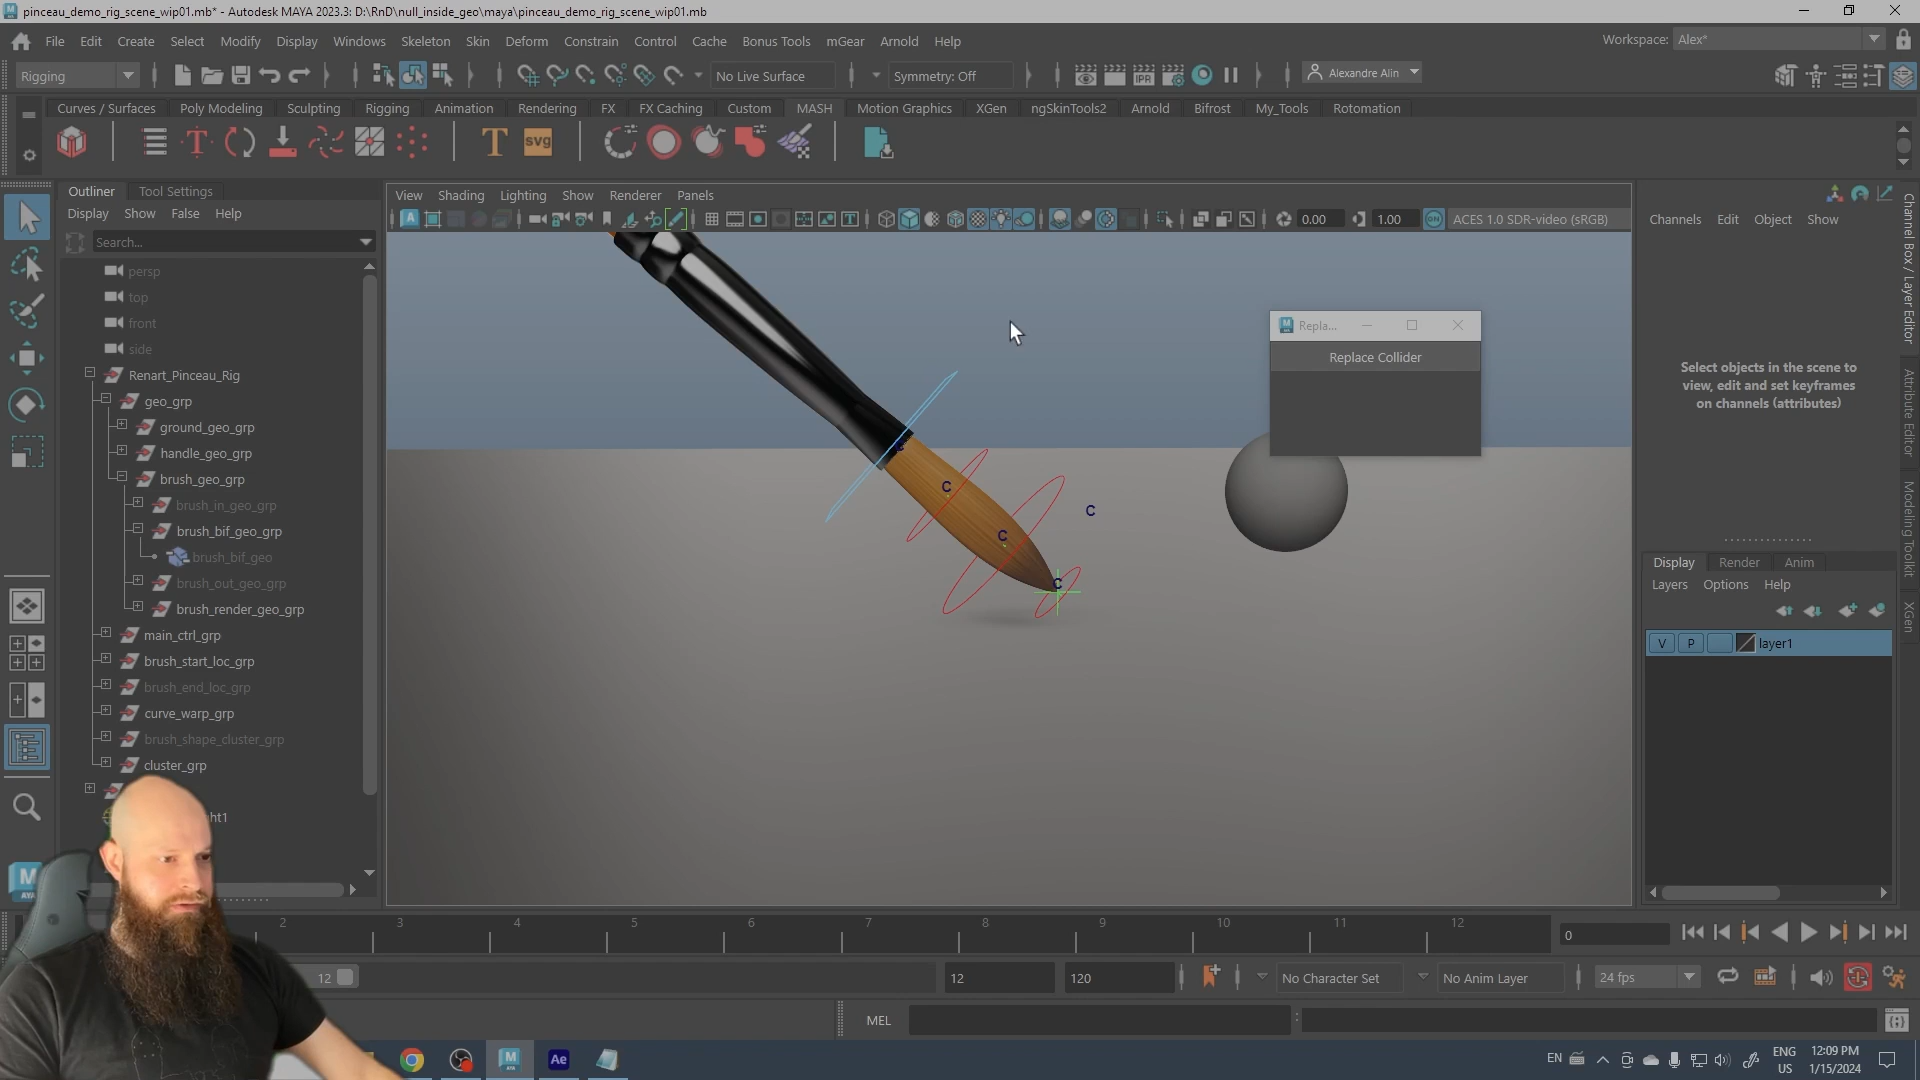 pinceau_demo_rig_scene_wip01.mb* - Autodesk MAYA 2023.3: D:\RnD\null_inside_geo\maya\pinceau_demo_rig_scene_wip01.mb
File Edit Create Select Modify Display Windows Skeleton Skin Deform Constrain Control Cache Bonus Tools mGear Arnold Help
Workspace: Alex*
Rigging
No Live Surface
Symmetry: Off
Alexandre Alin
Curves / Surfaces Poly Modeling Sculpting Rigging Animation Rendering FX FX Caching Custom MASH Motion Graphics XGen ngSkinTools2 Arnold Bifrost My_Tools Rotomation
T
T
svg
Outliner Tool Settings
Display Show False Help
Search...
persp
top
front
side
Renart_Pinceau_Rig
geo_grp
ground_geo_grp
handle_geo_grp
brush_geo_grp
brush_in_geo_grp
brush_bif_geo_grp
brush_bif_geo
brush_out_geo_grp
brush_render_geo_grp
main_ctrl_grp
brush_start_loc_grp
brush_end_loc_grp
curve_warp_grp
brush_shape_cluster_grp
cluster_grp
ht1
View Shading Lighting Show Renderer Panels
0.00
1.00
ACES 1.0 SDR-video (sRGB)
Repla...
Replace Collider
C
C
C
C
Channels Edit Object Show
Select objects in the scene to
view, edit and set keyframes
on channels (attributes)
Channel Box / Layer Editor
Attribute Editor
Modeling Toolkit
XGen
Display Render Anim
Layers Options Help
V P layer1
2 3 4 5 6 7 8 9 10 11 12
0
12
12
120
No Character Set
No Anim Layer
24 fps
MEL
Ae
EN
ENG
US
12:09 PM
1/15/2024